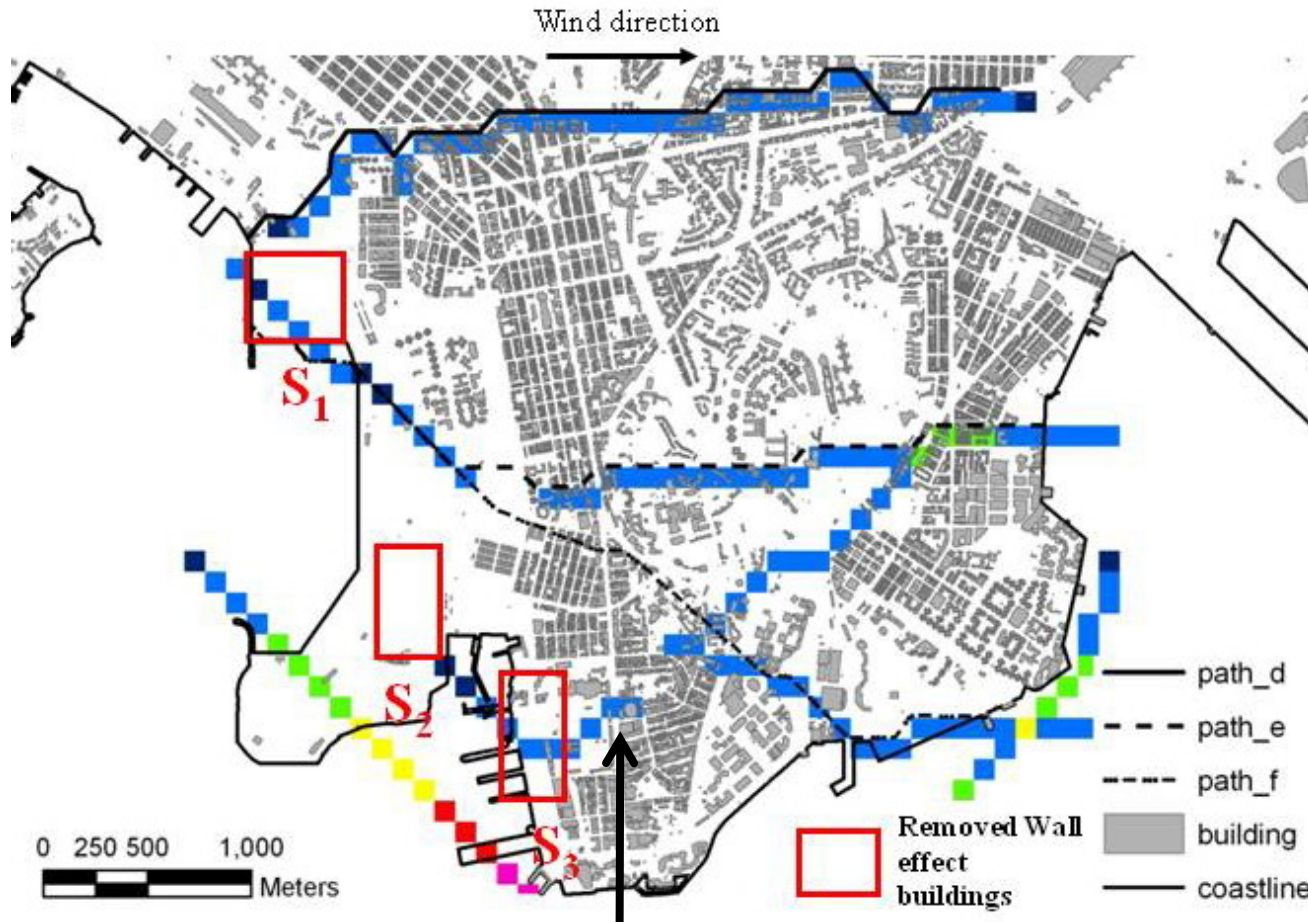 Wind direction
S1
S2
S3
path_d
path_e
path_f
building
coastline
Removed Wall
effect
buildings
0 250 500 1,000
Meters